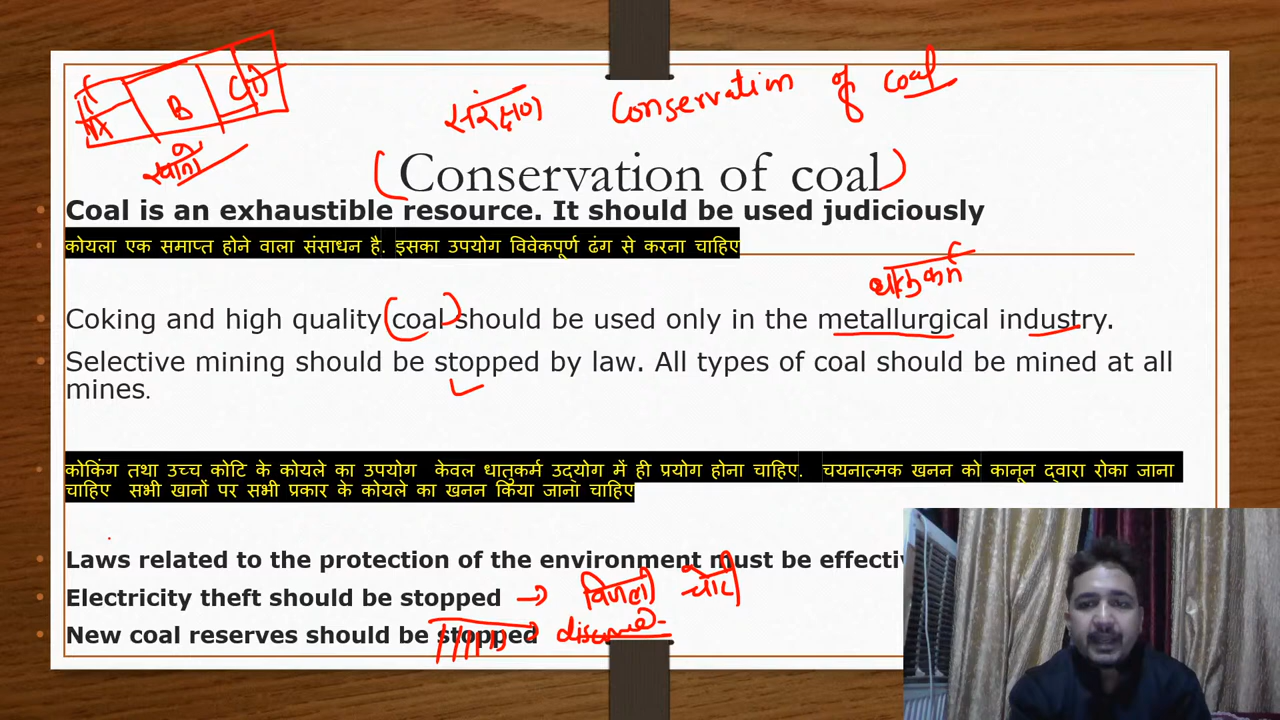 संरक्षण Conservation of coal
B
खान
Conservation of coal
Coal is an exhaustible resource. It should be used judiciously
कोयला एक समाप्त होने वाला संसाधन है. इसका उपयोग विवेकपूर्ण ढंग से करना चाहिए
Coking and high quality coal should be used only in the metallurgical industry.
Selective mining should be stopped by law. All types of coal should be mined at all
mines.
कोकिंग तथा उच्च कोटि के कोयले का उपयोग केवल धातुकर्म उद्योग में ही प्रयोग होना चाहिए. चयनात्मक खनन को कानून द्वारा रोका जाना
चाहिए सभी खानों पर सभी प्रकार के कोयले का खनन किया जाना चाहिए
Laws related to the protection of the environment must be
Electricity theft should be stopped → बिजली चोरी
New coal reserves should be stopped